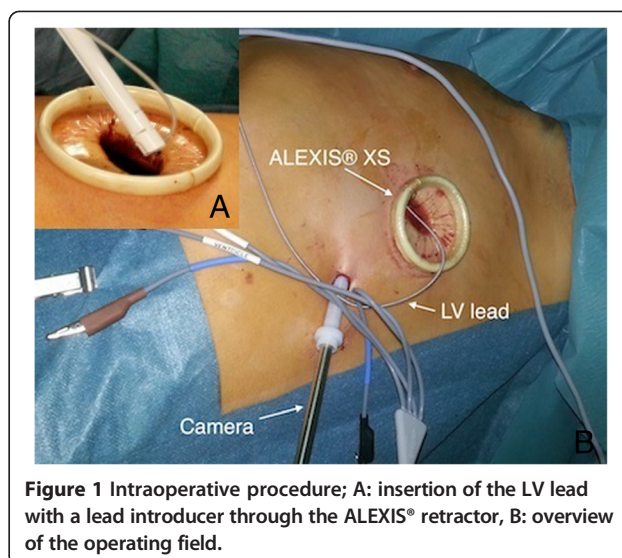 A
ALEXIS® XS
VENTRICLE
LV lead
Camera
B
Figure 1 Intraoperative procedure; A: insertion of the LV lead
with a lead introducer through the ALEXIS® retractor, B: overview
of the operating field.